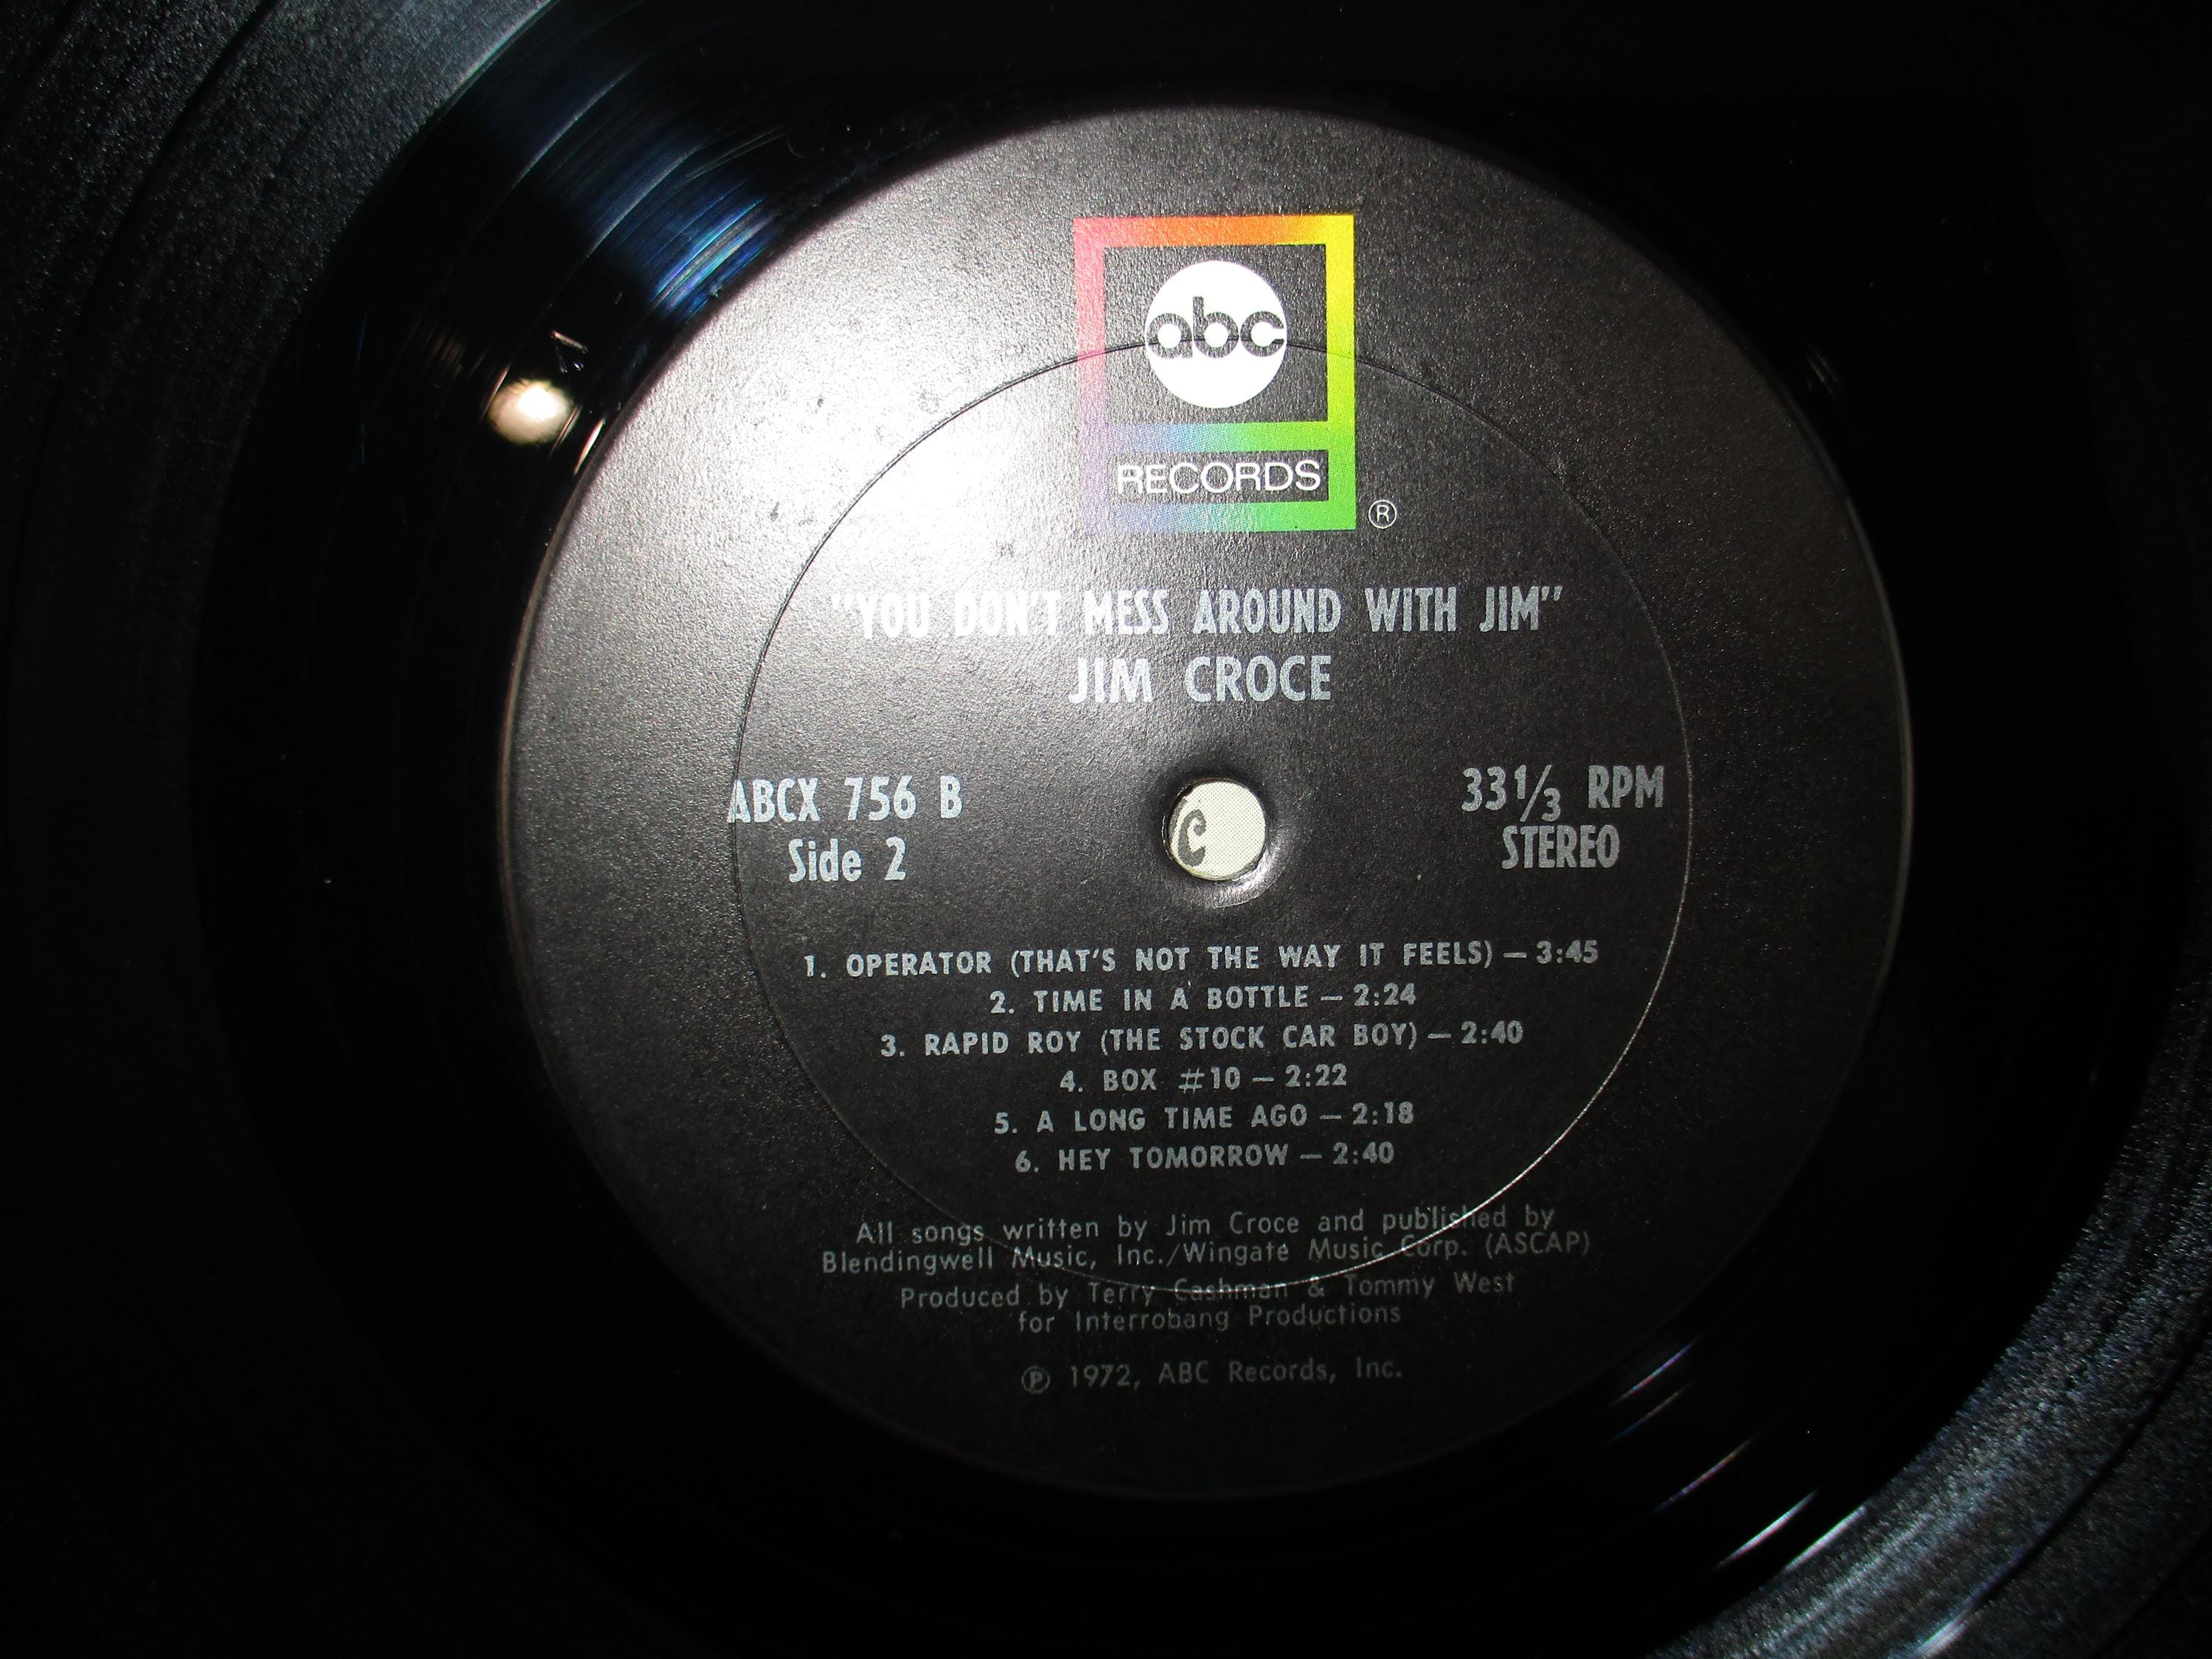 abc
RECORDS
®
"YOU DON'T MESS AROUND WITH JIM"
JIM CROCE
ABCX 756 B
Side 2
33⅓ RPM
STEREO
C
1. OPERATOR (THAT'S NOT THE WAY IT FEELS) — 3:45
2. TIME IN A BOTTLE — 2:24
3. RAPID ROY (THE STOCK CAR BOY) — 2:40
4. BOX #10 — 2:22
5. A LONG TIME AGO — 2:18
6. HEY TOMORROW — 2:40
All songs written by Jim Croce and published by
Blendingwell Music, Inc./Wingate Music Corp. (ASCAP)
Produced by Terry Cashman & Tommy West
for Interrobang Productions
℗ 1972, ABC Records, Inc.